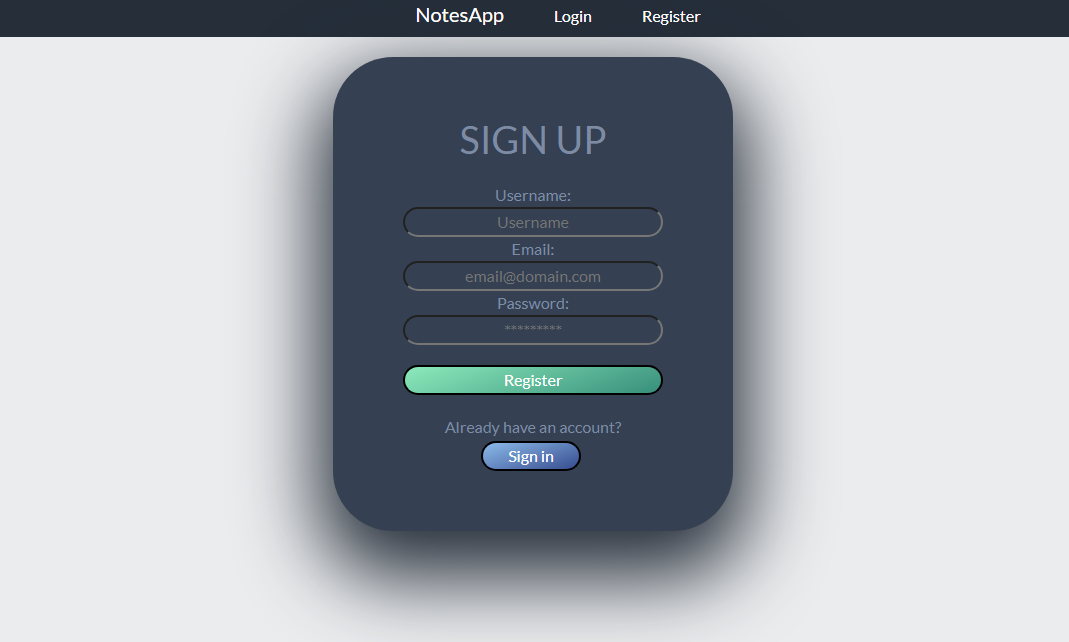 NotesApp Login Register
SIGN UP
Username:
Username
Email:
email@domain.com
Password:
*********
Register
Already have an account?
Sign in